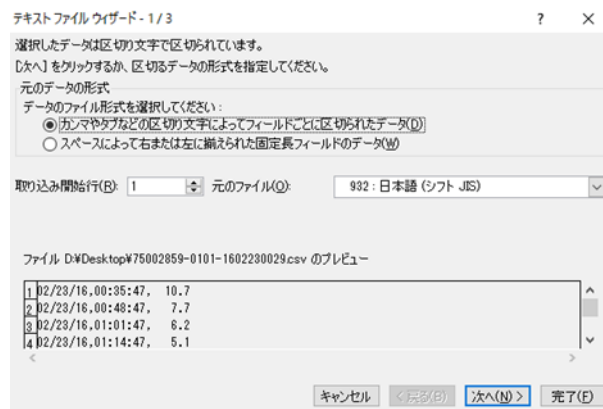 テキスト ファイル ウィザード - 1 / 3 ? ×
選択したデータは区切り文字で区切られています。
[次へ] をクリックするか、区切るデータの形式を指定してください。
元のデータの形式
データのファイル形式を選択してください:
カンマやタブなどの区切り文字によってフィールドごとに区切られたデータ(D)
スペースによって右または左に揃えられた固定長フィールドのデータ(W)
取り込み開始行(R): 1 元のファイル(O): 932 : 日本語 (シフト JIS)
ファイル D:¥Desktop¥75002859-0101-1602230029.csv のプレビュー
1 02/23/16,00:35:47, 10.7
2 02/23/16,00:48:47, 7.7
3 02/23/16,01:01:47, 6.2
4 02/23/16,01:14:47, 5.1
キャンセル < 戻る(B) 次へ(N) > 完了(F)